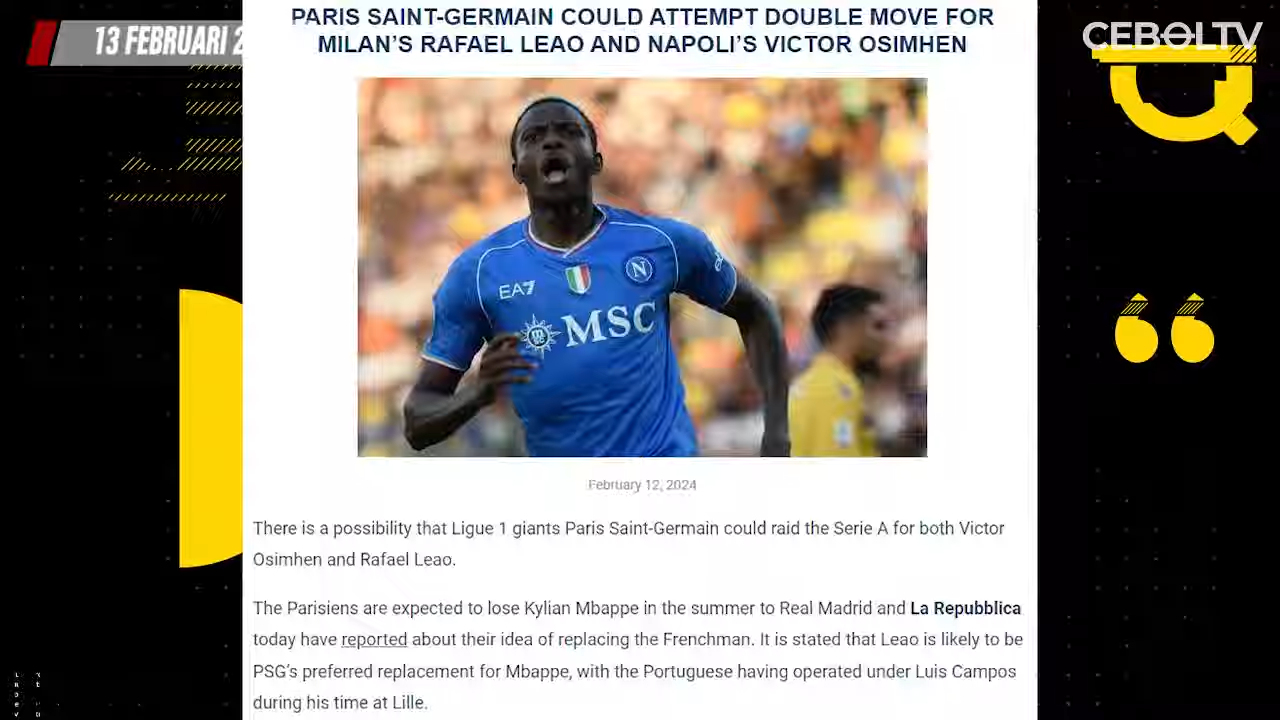 13 FEBRUARI 2
CEBOLTV
PARIS SAINT-GERMAIN COULD ATTEMPT DOUBLE MOVE FOR
MILAN’S RAFAEL LEAO AND NAPOLI’S VICTOR OSIMHEN
EA7
N
MSC
February 12, 2024
There is a possibility that Ligue 1 giants Paris Saint-Germain could raid the Serie A for both Victor
Osimhen and Rafael Leao.
The Parisiens are expected to lose Kylian Mbappe in the summer to Real Madrid and La Repubblica
today have reported about their idea of replacing the Frenchman. It is stated that Leao is likely to be
PSG’s preferred replacement for Mbappe, with the Portuguese having operated under Luis Campos
during his time at Lille.